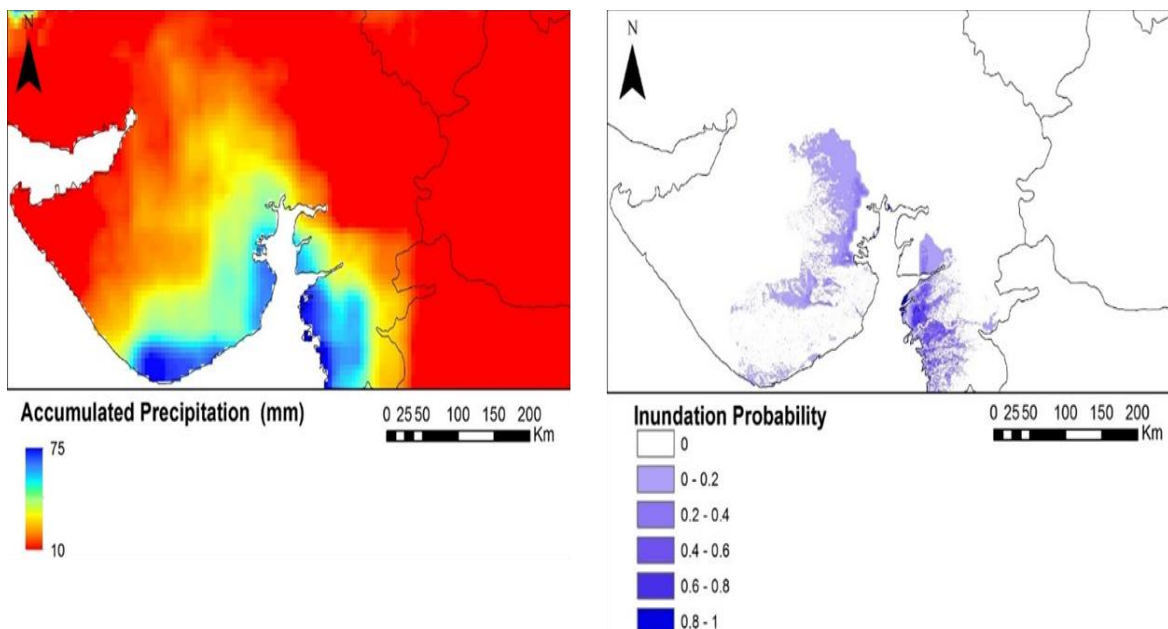 N
Accumulated Precipitation (mm)
0 25 50 100 150 200
Km
75
10
N
Inundation Probability
0 25 50 100 150 200
Km
0
0 - 0.2
0.2 - 0.4
0.4 - 0.6
0.6 - 0.8
0.8 - 1